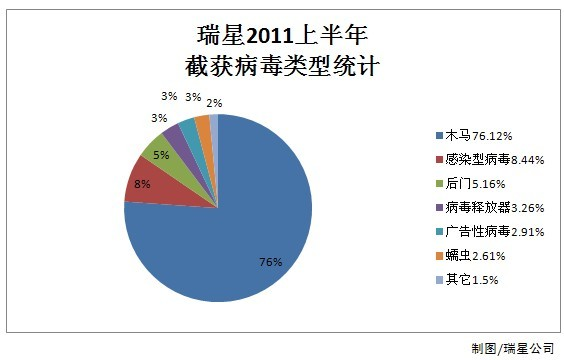 瑞星2011上半年
截获病毒类型统计
3%
3%
3%
2%
5%
8%
76%
木马76.12%
感染型病毒8.44%
后门5.16%
病毒释放器3.26%
广告性病毒2.91%
蠕虫2.61%
其它1.5%
制图/瑞星公司